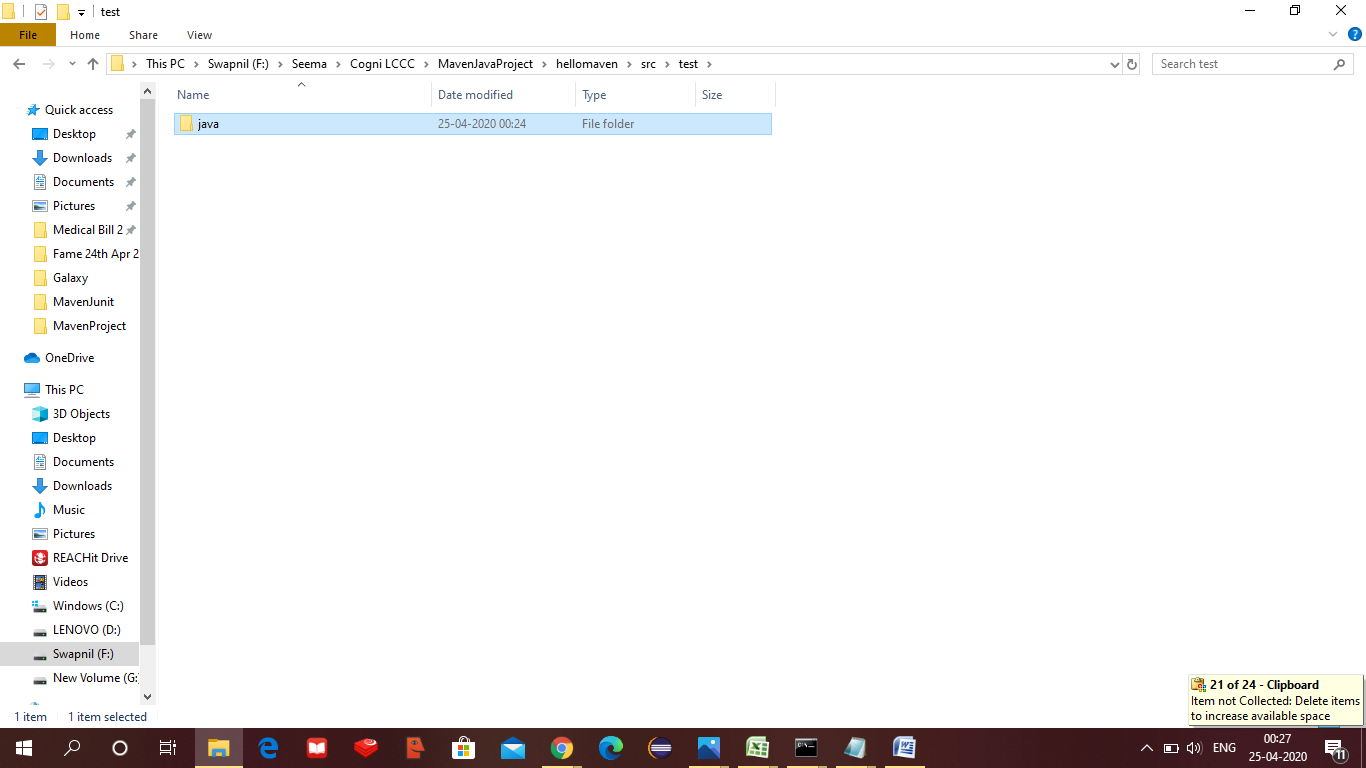 test
File Home Share View
This PC Swapnil (F:) Seema Cogni LCCC MavenJavaProject hellomaven src test
Search test
Name Date modified Type Size
java 25-04-2020 00:24 File folder
Quick access
Desktop
Downloads
Documents
Pictures
Medical Bill 2
Fame 24th Apr 2
Galaxy
MavenJunit
MavenProject
OneDrive
This PC
3D Objects
Desktop
Documents
Downloads
Music
Pictures
REACHit Drive
Videos
Windows (C:)
LENOVO (D:)
Swapnil (F:)
New Volume (G:
21 of 24 - Clipboard
Item not Collected: Delete items
to increase available space
1 item 1 item selected
ENG
00:27
25-04-2020
11